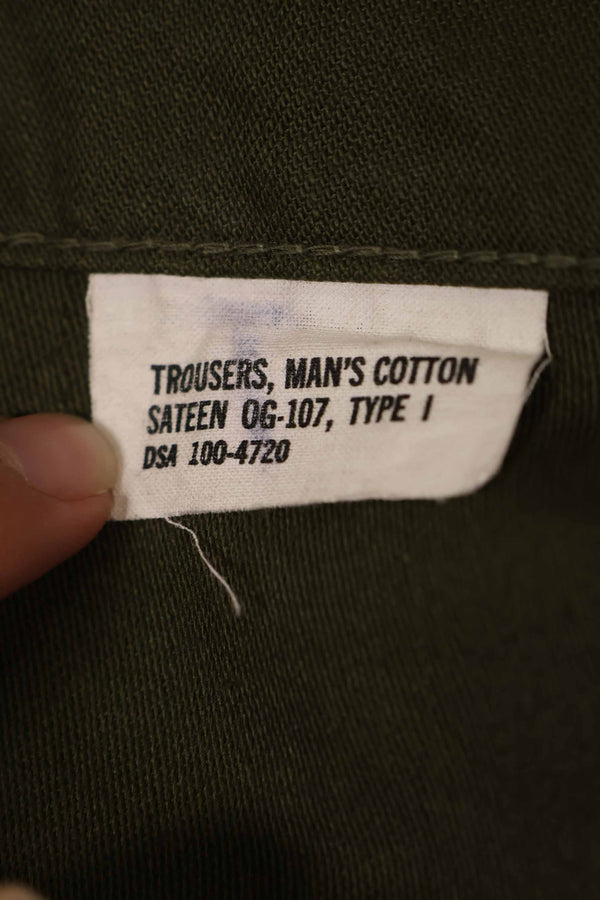 TROUSERS, MAN'S COTTON
SATEEN OG-107, TYPE I
DSA 100-4720